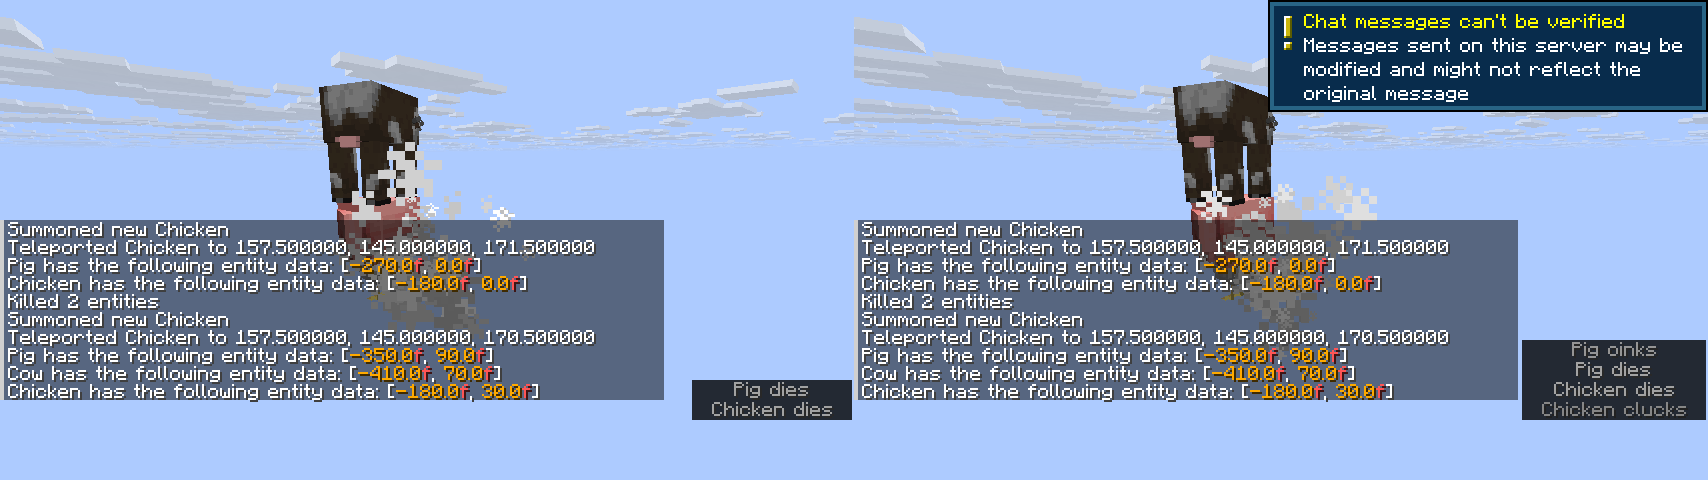 Summoned new Chicken
Teleported Chicken to 157.500000, 145.000000, 171.500000
Pig has the following entity data: [-270.0f, 0.0f]
Chicken has the following entity data: [-180.0f, 0.0f]
Killed 2 entities
Summoned new Chicken
Teleported Chicken to 157.500000, 145.000000, 170.500000
Pig has the following entity data: [-350.0f, 90.0f]
Cow has the following entity data: [-410.0f, 70.0f]
Chicken has the following entity data: [-180.0f, 30.0f]
Pig dies
Chicken dies
Chat messages can't be verified
Messages sent on this server may be
modified and might not reflect the
original message
Summoned new Chicken
Teleported Chicken to 157.500000, 145.000000, 171.500000
Pig has the following entity data: [-270.0f, 0.0f]
Chicken has the following entity data: [-180.0f, 0.0f]
Killed 2 entities
Summoned new Chicken
Teleported Chicken to 157.500000, 145.000000, 170.500000
Pig has the following entity data: [-350.0f, 90.0f]
Cow has the following entity data: [-410.0f, 70.0f]
Chicken has the following entity data: [-180.0f, 30.0f]
Pig oinks
Pig dies
Chicken dies
Chicken clucks